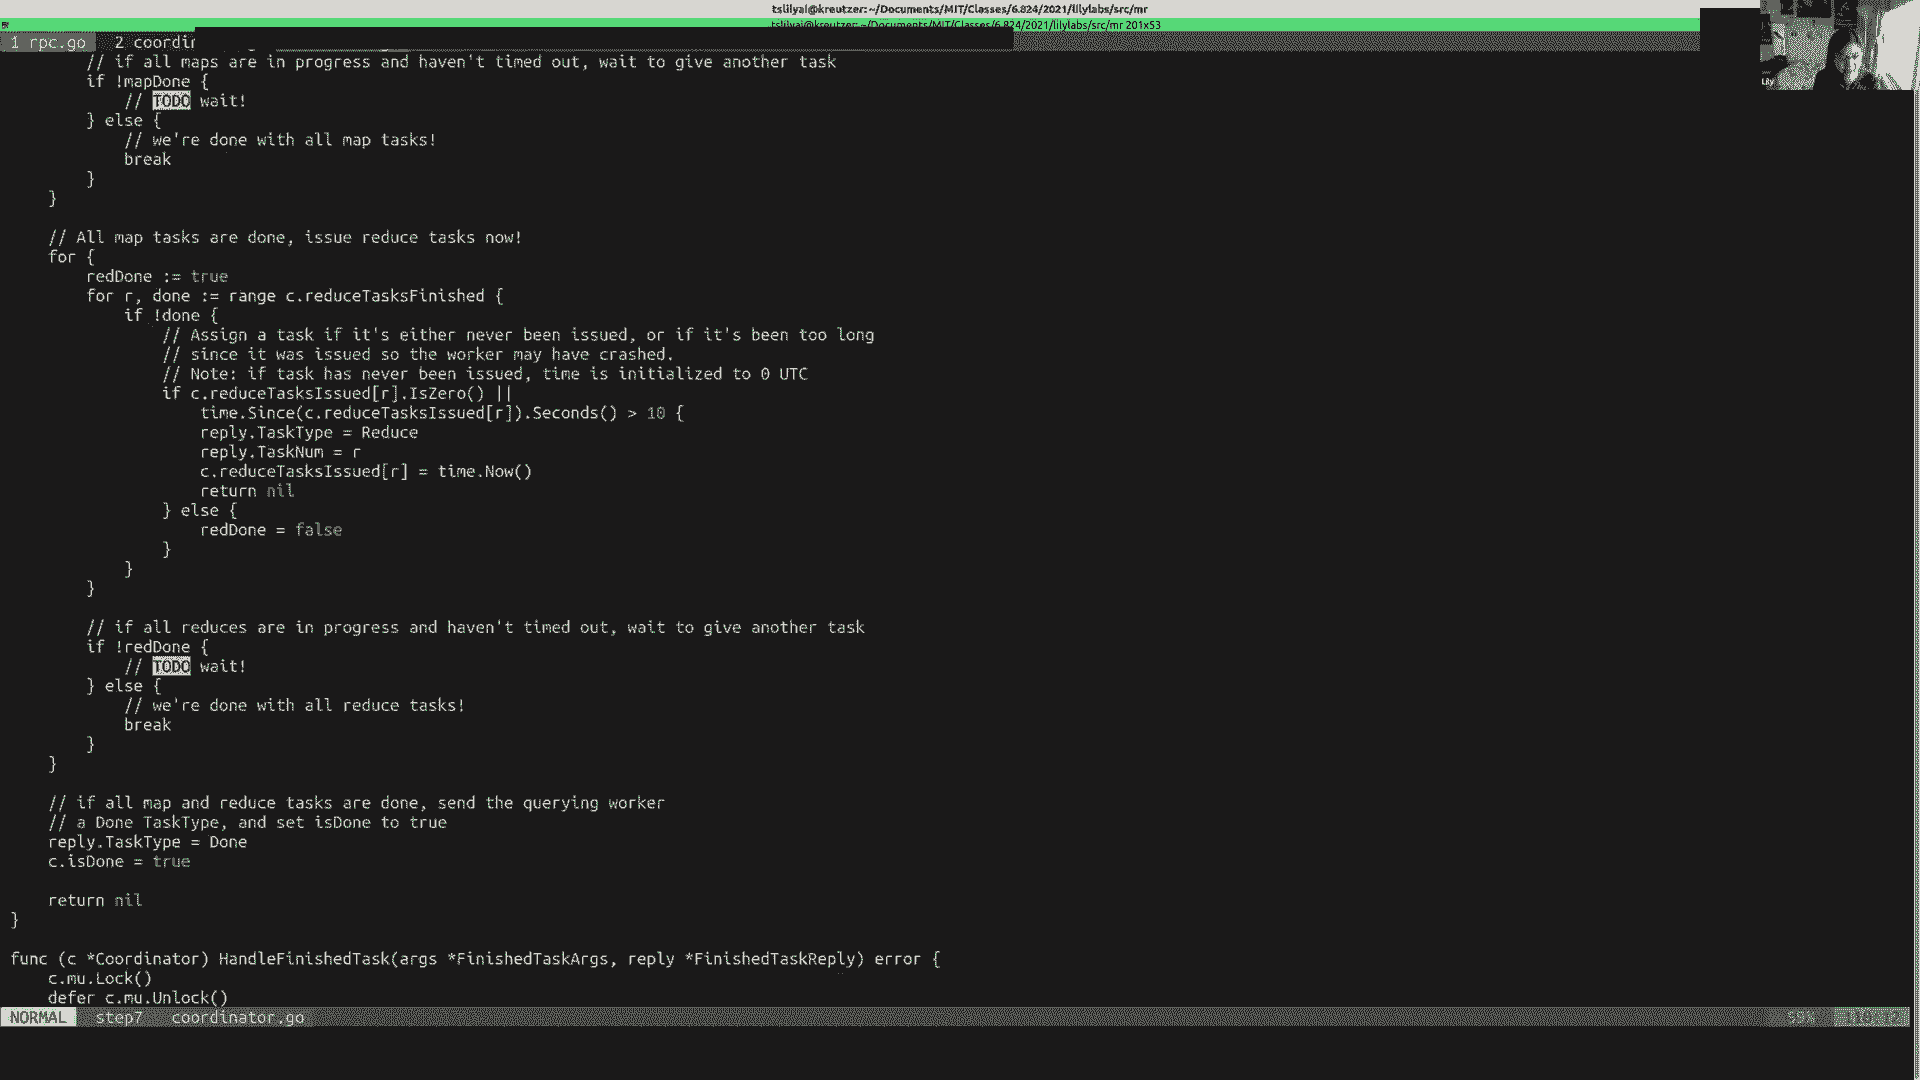 tslilyai@kreutzer: ~/Documents/MIT/Classes/6.824/2021/lilylabs/src/mr
tslilyai@kreutzer: ~/Documents/MIT/Classes/6.824/2021/lilylabs/src/mr 201x53
1 rpc.go 2 coordin
// if all maps are in progress and haven't timed out, wait to give another task
if !mapDone {
// TODO wait!
} else {
// we're done with all map tasks!
break
}
}
// All map tasks are done, issue reduce tasks now!
for {
redDone := true
for r, done := range c.reduceTasksFinished {
if !done {
// Assign a task if it's either never been issued, or if it's been too long
// since it was issued so the worker may have crashed.
// Note: if task has never been issued, time is initialized to 0 UTC
if c.reduceTasksIssued[r].IsZero() ||
time.Since(c.reduceTasksIssued[r]).Seconds() > 10 {
reply.TaskType = Reduce
reply.TaskNum = r
c.reduceTasksIssued[r] = time.Now()
return nil
} else {
redDone = false
}
}
}
// if all reduces are in progress and haven't timed out, wait to give another task
if !redDone {
// TODO wait!
} else {
// we're done with all reduce tasks!
break
}
}
// if all map and reduce tasks are done, send the querying worker
// a Done TaskType, and set isDone to true
reply.TaskType = Done
c.isDone = true
return nil
}
func (c *Coordinator) HandleFinishedTask(args *FinishedTaskArgs, reply *FinishedTaskReply) error {
c.mu.Lock()
defer c.mu.Unlock()
NORMAL step7 coordinator.go
Lily